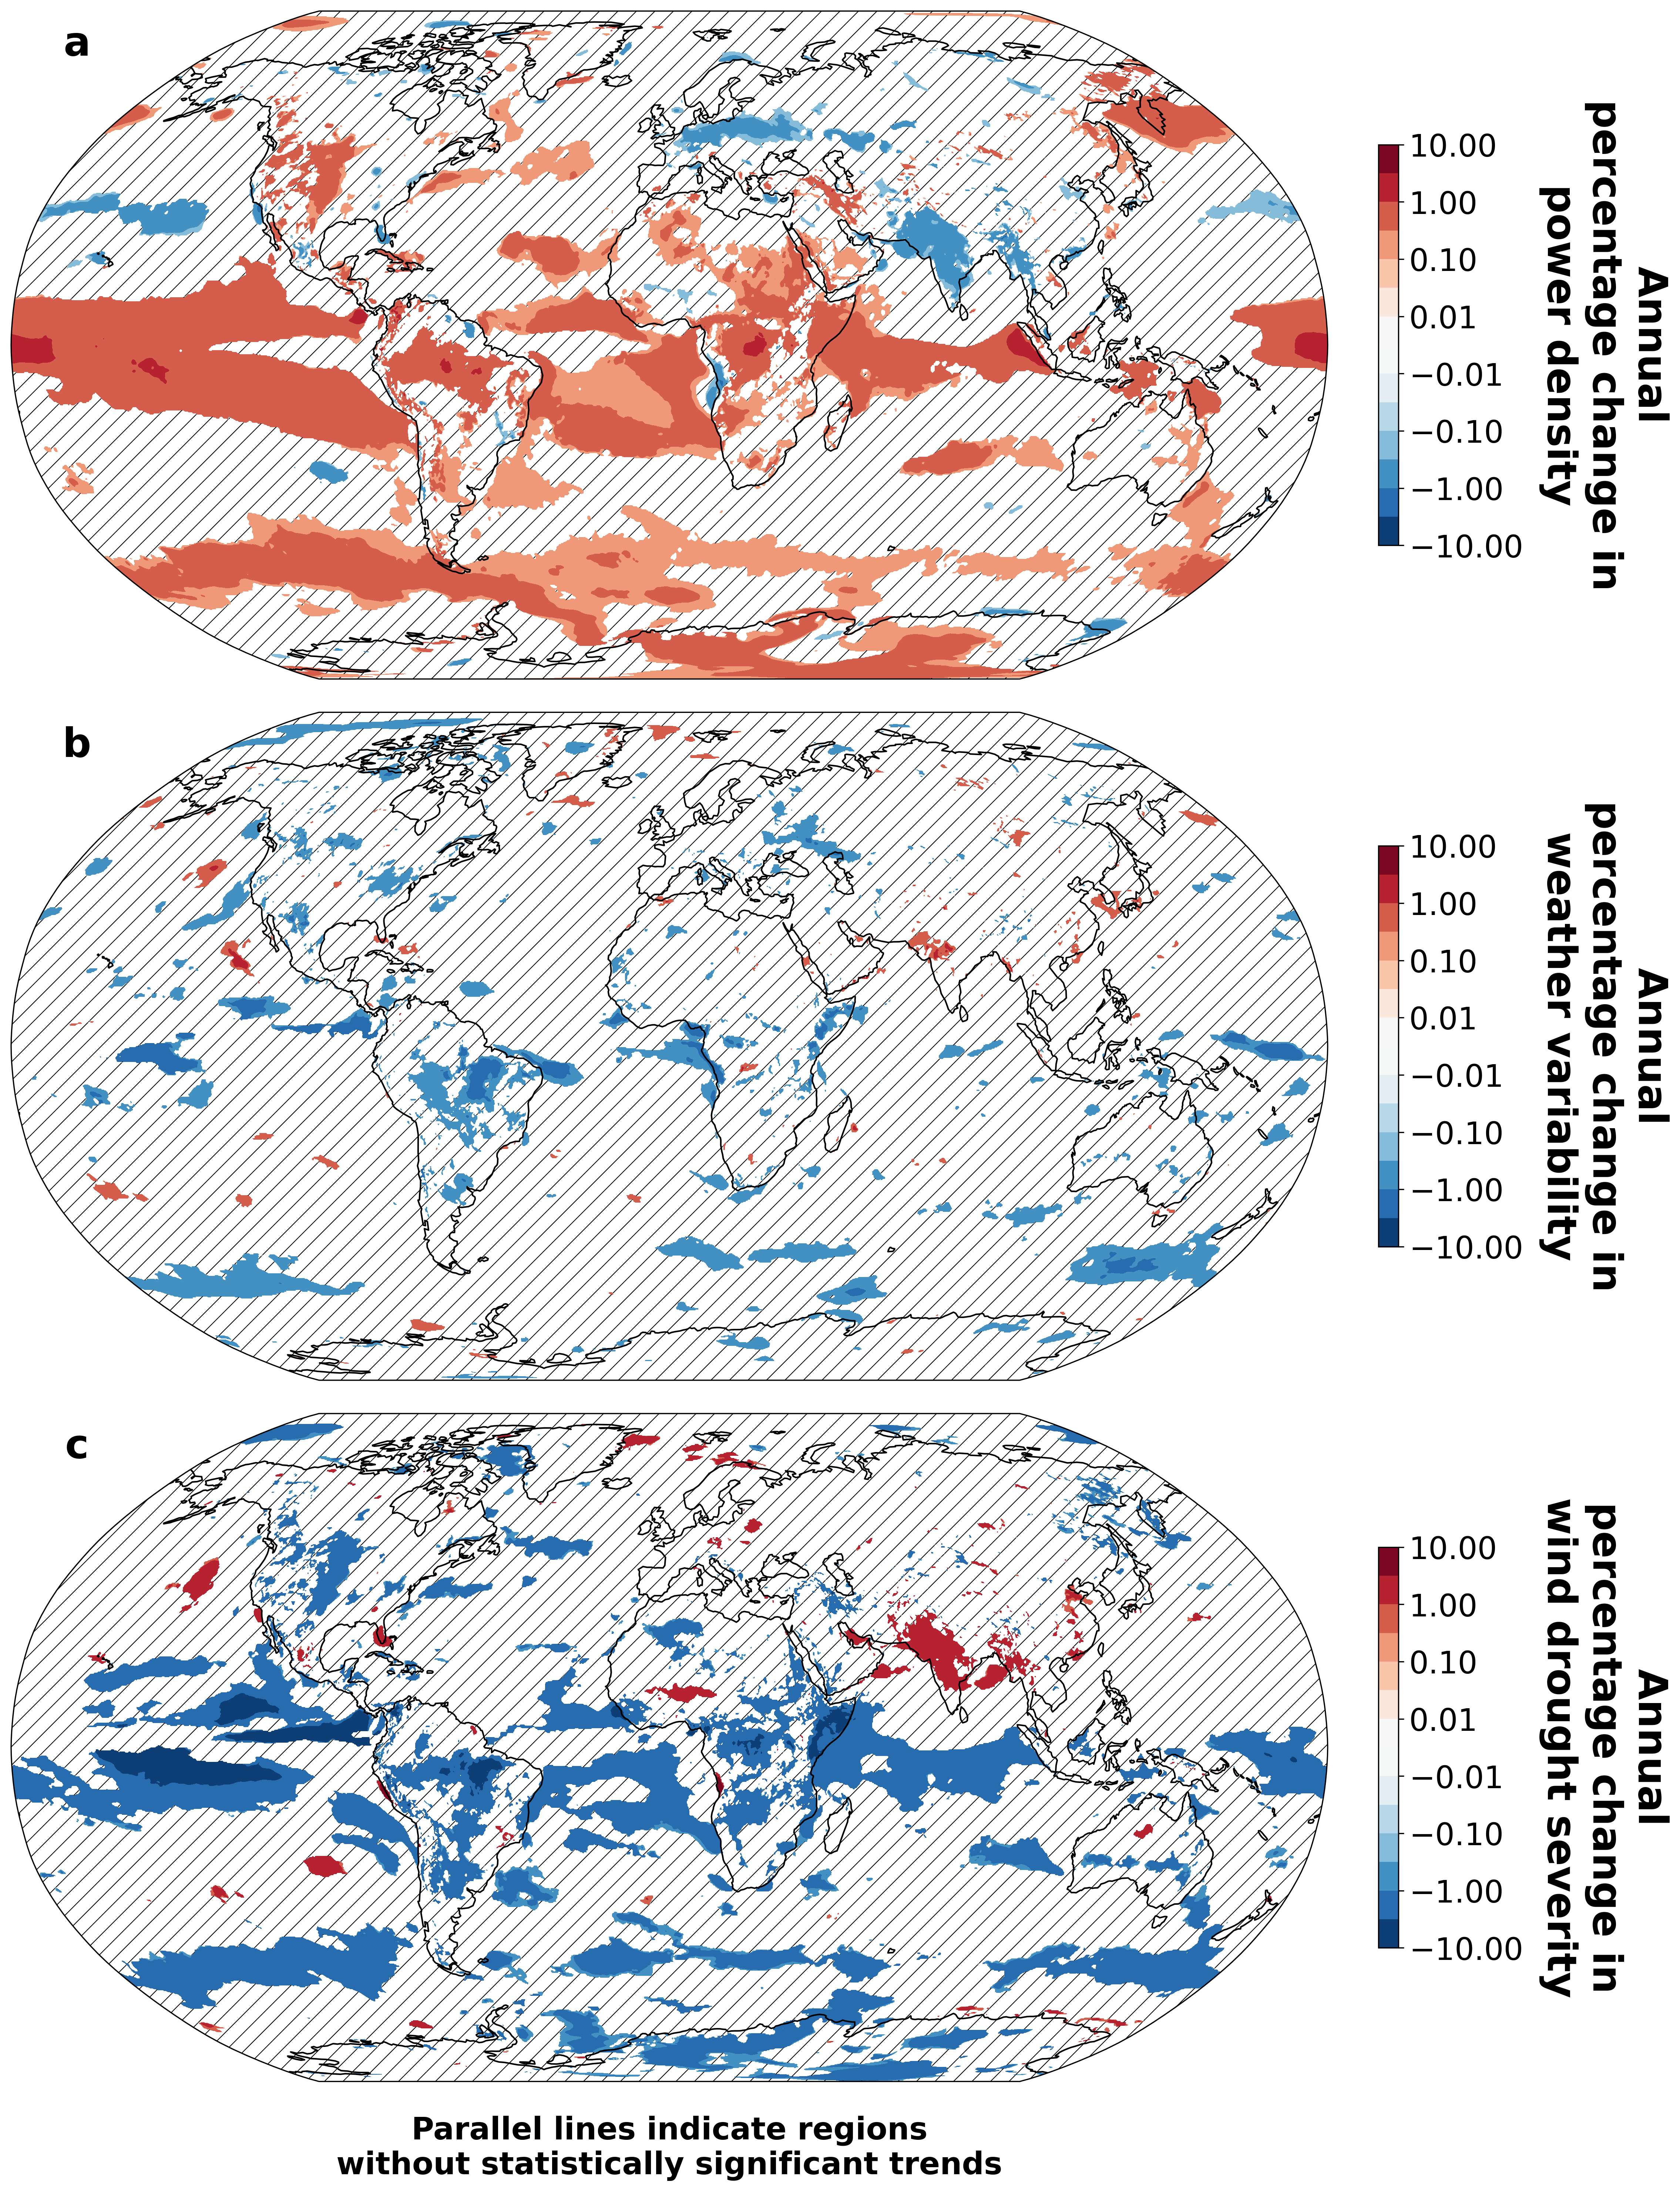 a
10.00
1.00
0.10
0.01
−0.01
−0.10
−1.00
−10.00
Annual
percentage change in
power density
b
10.00
1.00
0.10
0.01
−0.01
−0.10
−1.00
−10.00
Annual
percentage change in
weather variability
c
10.00
1.00
0.10
0.01
−0.01
−0.10
−1.00
−10.00
Annual
percentage change in
wind drought severity
Parallel lines indicate regions
without statistically significant trends